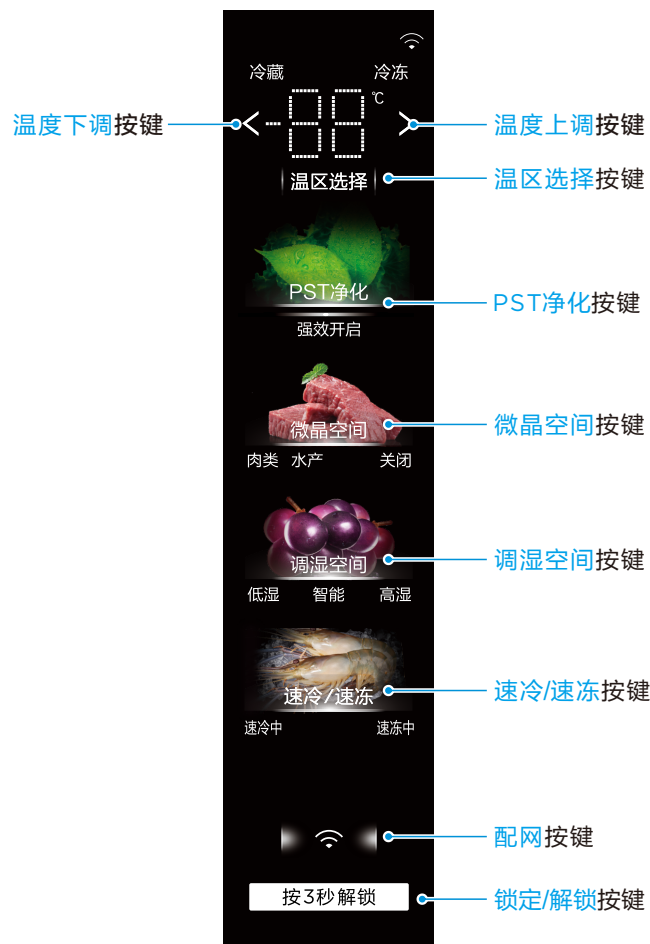 冷藏 冷冻
-88℃
温度下调按键
温度上调按键
温区选择
温区选择按键
PST净化
PST净化按键
强效开启
微晶空间
微晶空间按键
肉类 水产 关闭
调湿空间
调湿空间按键
低湿 智能 高湿
速冷/速冻
速冷/速冻按键
速冷中 速冻中
配网按键
按3秒解锁
锁定/解锁按键